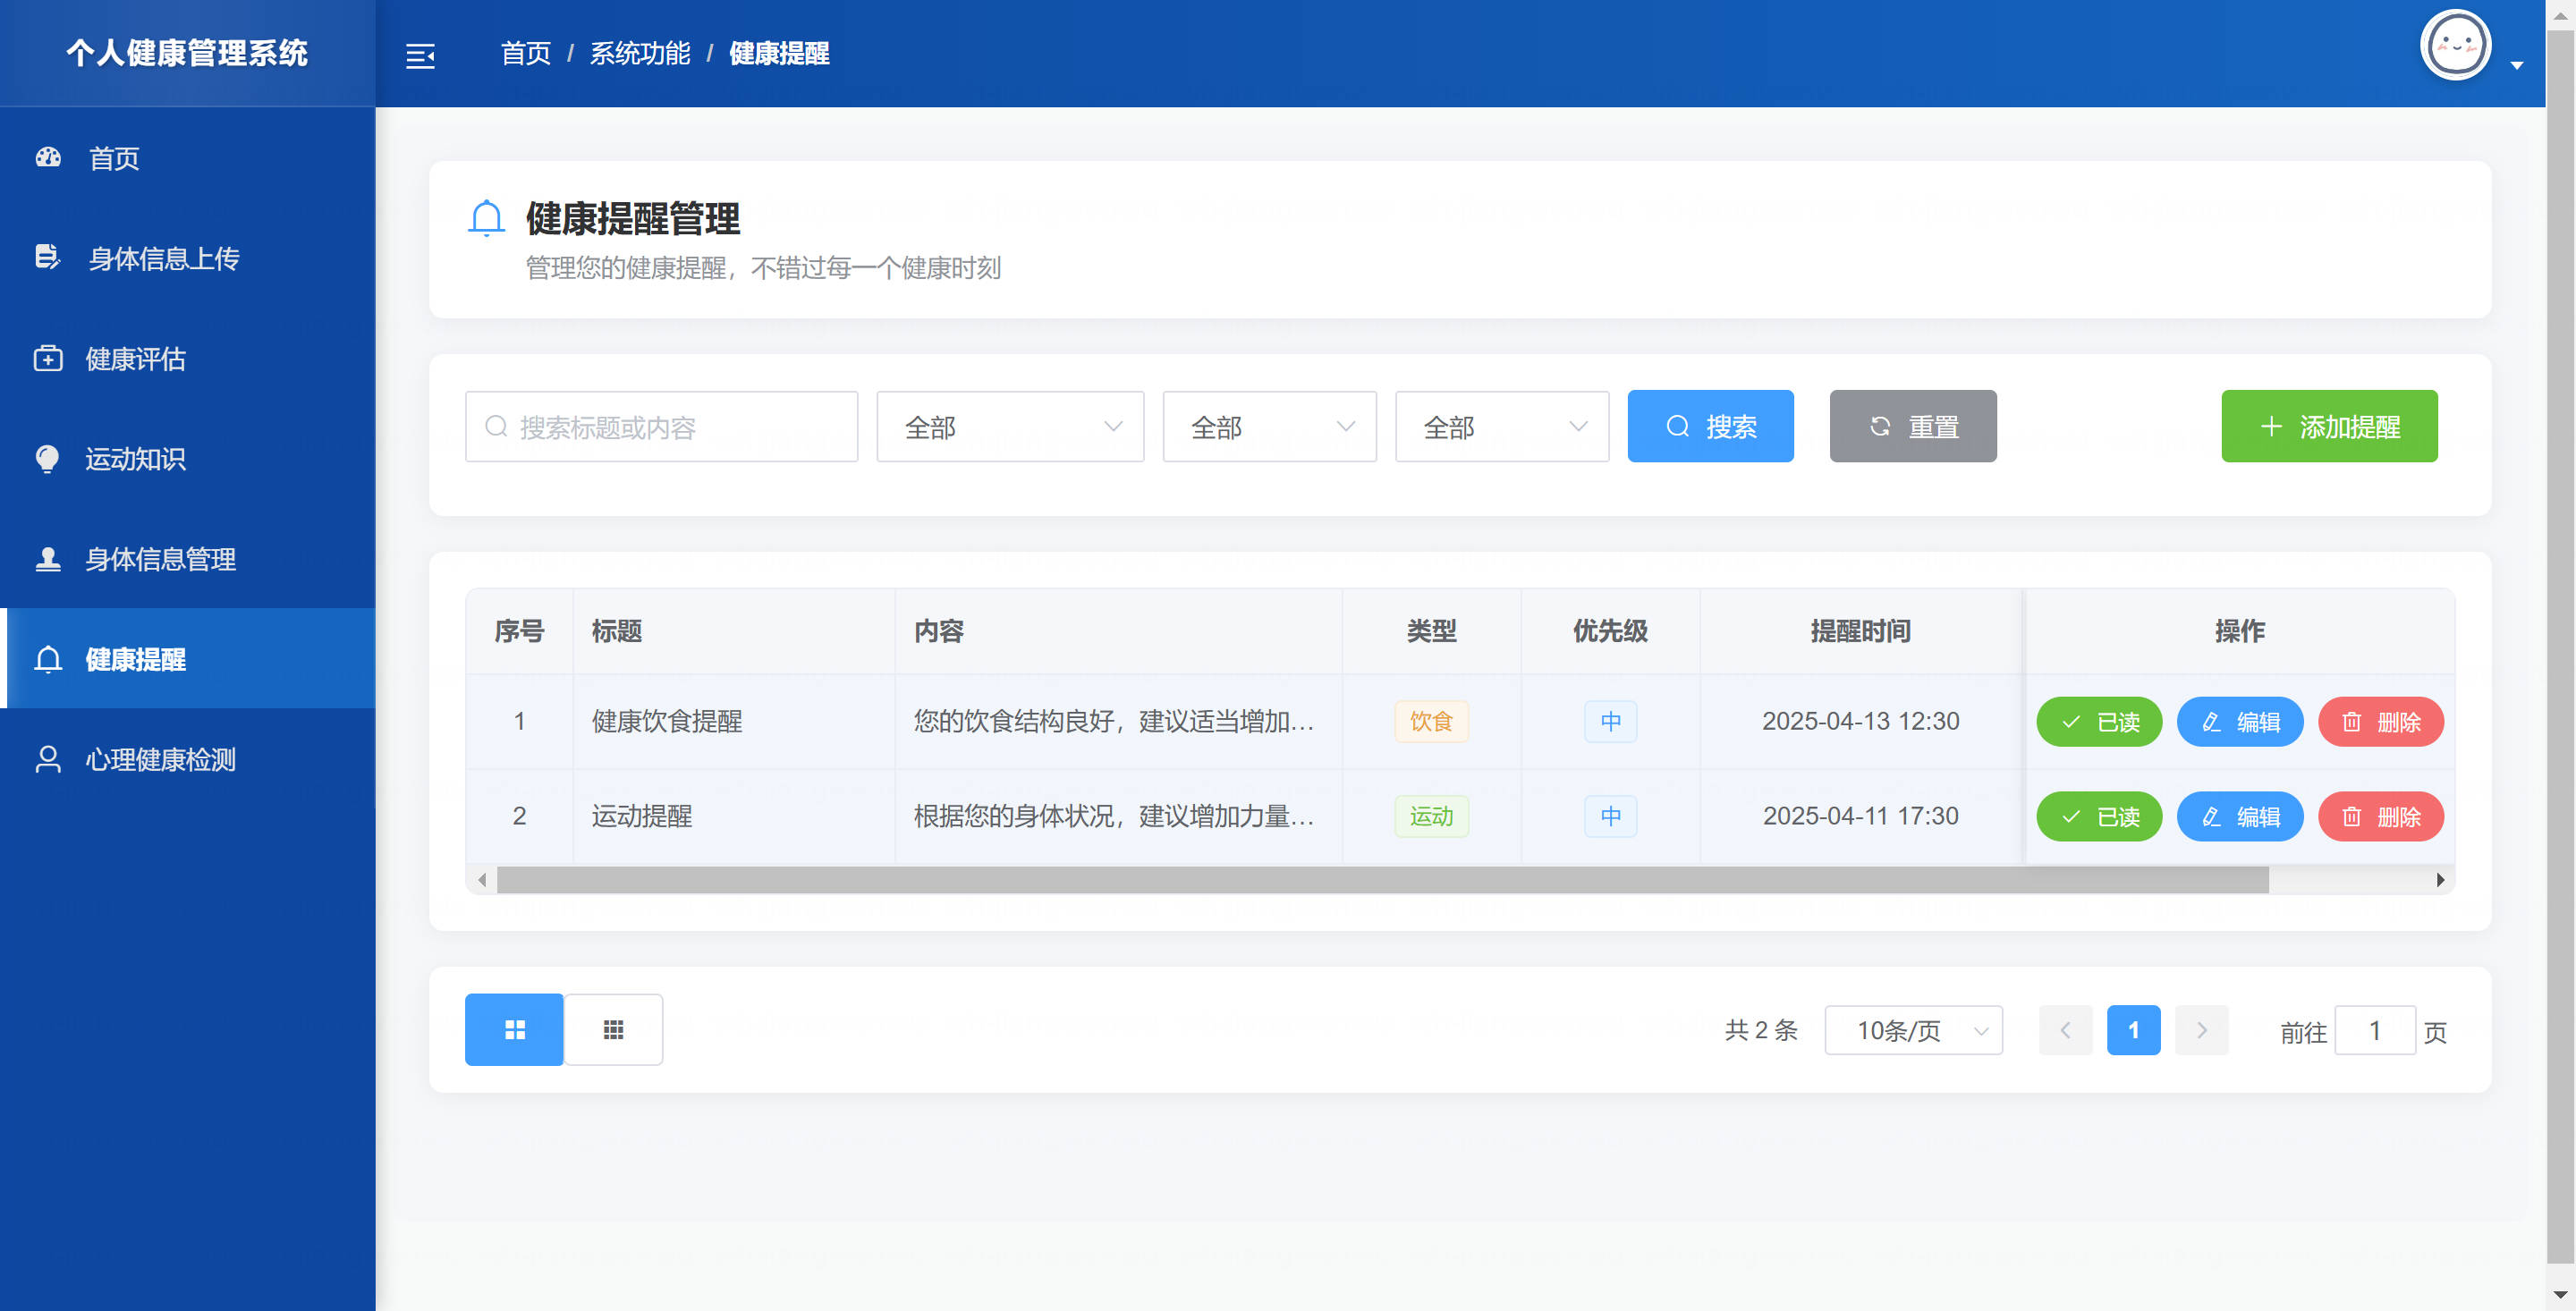 个人健康管理系统
首页 / 系统功能 / 健康提醒
首页
身体信息上传
健康评估
运动知识
身体信息管理
健康提醒
心理健康检测
健康提醒管理
管理您的健康提醒，不错过每一个健康时刻
搜索标题或内容 全部 全部 全部 搜索 重置 添加提醒
序号 标题 内容 类型 优先级 提醒时间 操作
1 健康饮食提醒 您的饮食结构良好，建议适当增加... 饮食 中 2025-04-13 12:30 已读 编辑 删除
2 运动提醒 根据您的身体状况，建议增加力量... 运动 中 2025-04-11 17:30 已读 编辑 删除
共 2 条 10条/页 1 前往 1 页